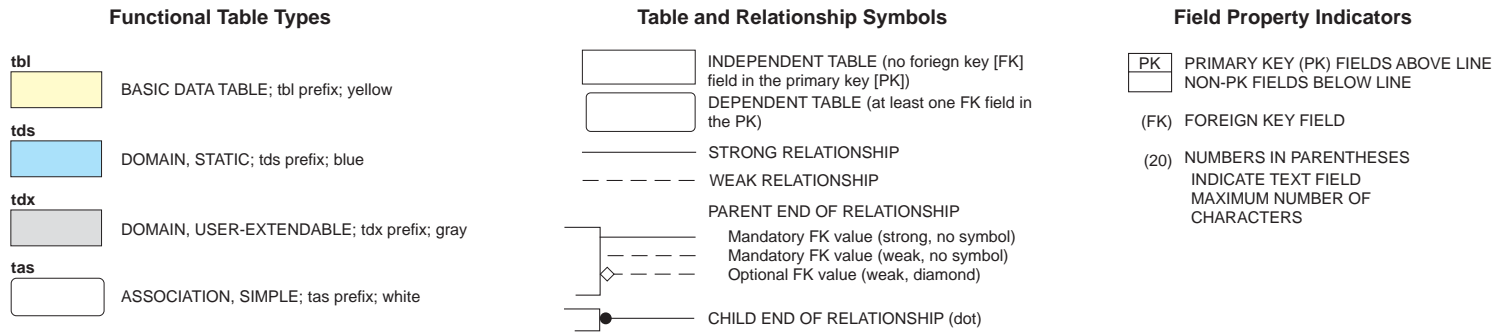 Functional Table Types
tbl
BASIC DATA TABLE; tbl prefix; yellow
tds
DOMAIN, STATIC; tds prefix; blue
tdx
DOMAIN, USER-EXTENDABLE; tdx prefix; gray
tas
ASSOCIATION, SIMPLE; tas prefix; white
Table and Relationship Symbols
INDEPENDENT TABLE (no foriegn key [FK]
field in the primary key [PK])
DEPENDENT TABLE (at least one FK field in
the PK)
STRONG RELATIONSHIP
WEAK RELATIONSHIP
PARENT END OF RELATIONSHIP
Mandatory FK value (strong, no symbol)
Mandatory FK value (weak, no symbol)
Optional FK value (weak, diamond)
CHILD END OF RELATIONSHIP (dot)
Field Property Indicators
PK PRIMARY KEY (PK) FIELDS ABOVE LINE
NON-PK FIELDS BELOW LINE
(FK) FOREIGN KEY FIELD
(20) NUMBERS IN PARENTHESES
INDICATE TEXT FIELD
MAXIMUM NUMBER OF
CHARACTERS